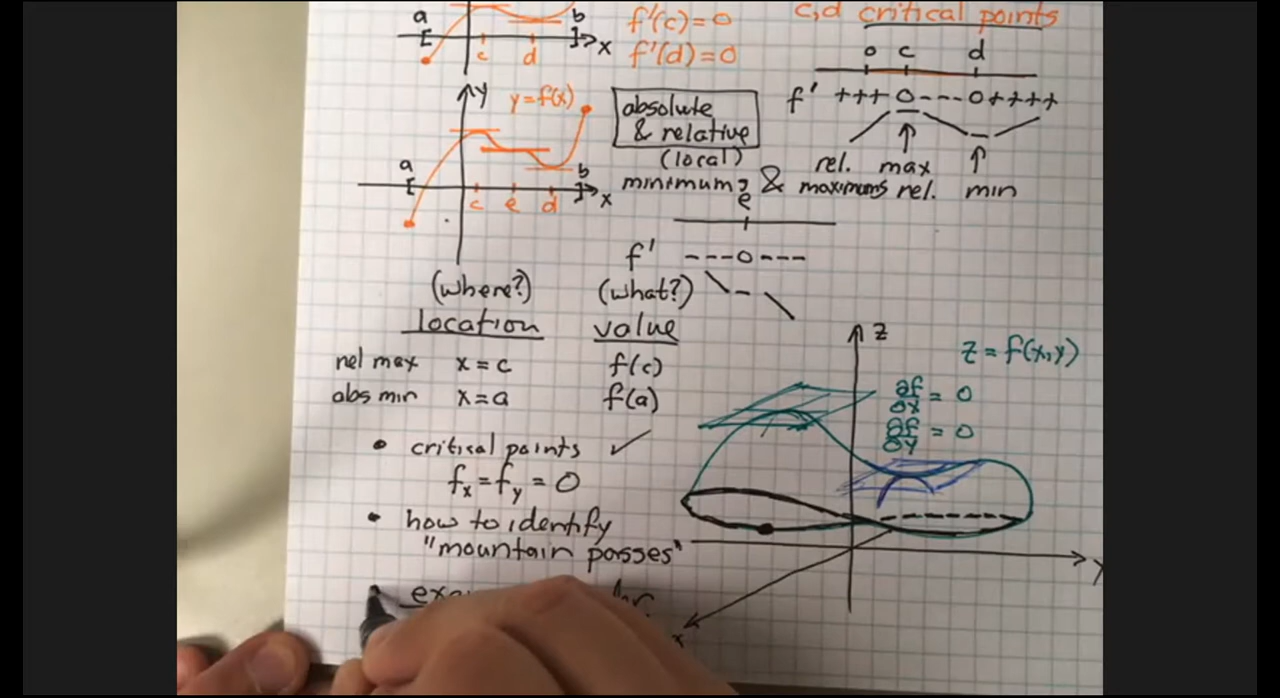 a b x c d
f'(c)=0
f'(d)=0
c,d critical points
o c d
f' +++ 0 --- 0 ++++
rel. max
rel. min
y y=f(x)
a b x c e d
absolute
& relative
(local)
minimums & maximums
e
f' ---0---
(where?) (what?)
location value
rel max x=c f(c)
abs min x=a f(a)
• critical points ✓
fx=fy=0
• how to identify
"mountain passes"
z
z=f(x,y)
∂f/∂x = 0
∂f/∂y = 0
y
x